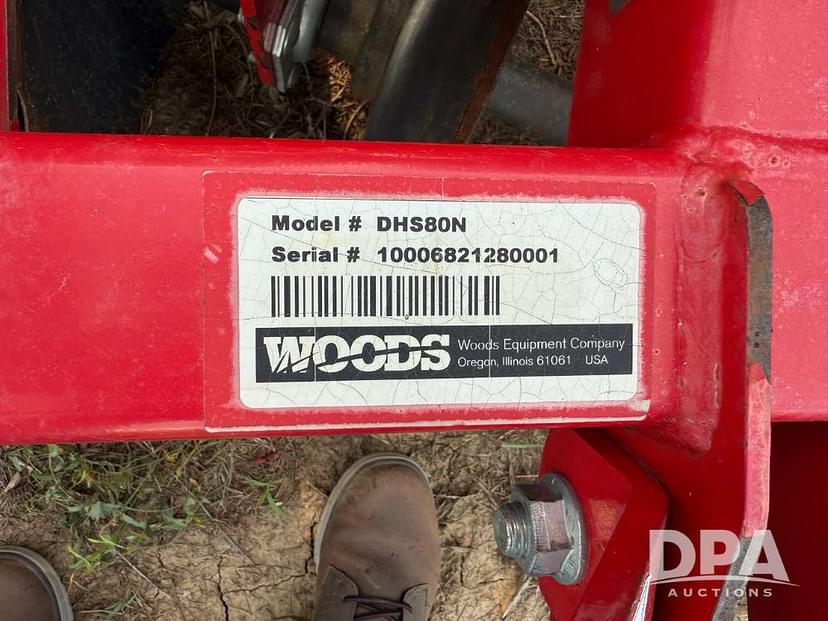 Model # DHS80N
Serial # 10006821280001
WOODS
Woods Equipment Company
Oregon, Illinois 61061 USA
DPA
AUCTIONS